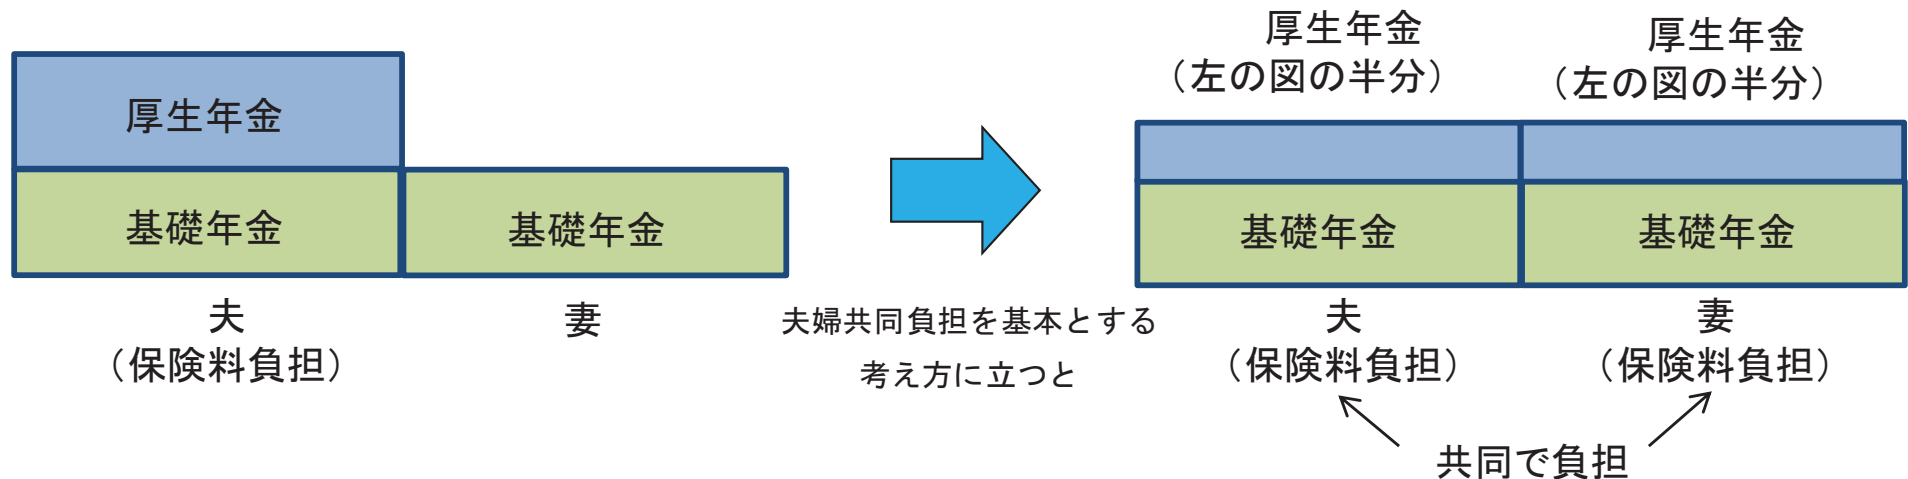 厚生年金
基礎年金
基礎年金
夫
（保険料負担）
妻
夫婦共同負担を基本とする
考え方に立つと
厚生年金
（左の図の半分）
厚生年金
（左の図の半分）
基礎年金
基礎年金
夫
（保険料負担）
妻
（保険料負担）
共同で負担